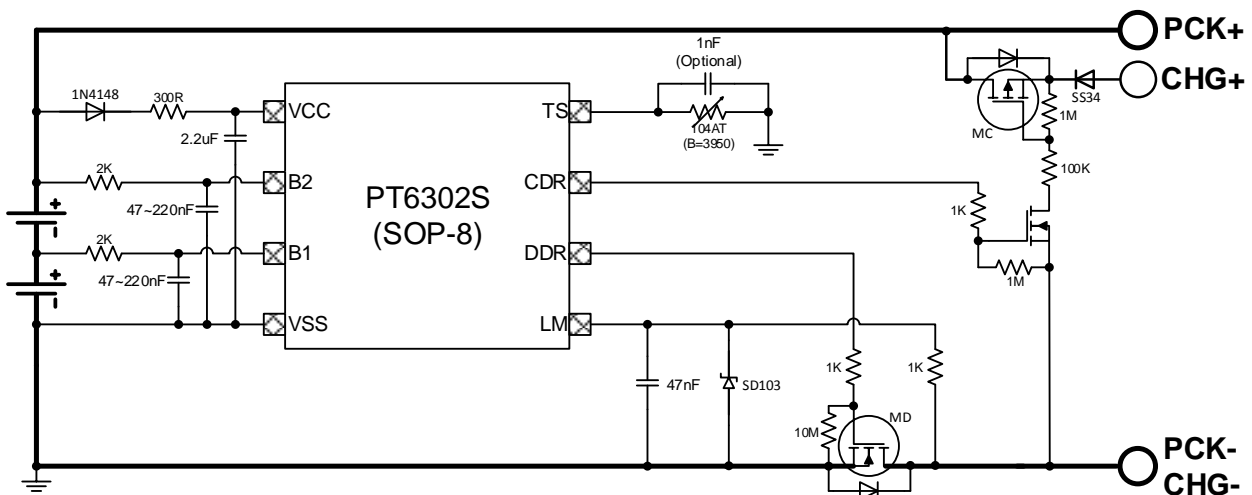 PCK+
1nF
(Optional)
CHG+
1N4148
300R
VCC
TS
SS34
2.2uF
104AT
(B=3950)
MC
1M
2K
B2
PT6302S
(SOP-8)
CDR
100K
47~220nF
1K
+
-
2K
B1
DDR
47~220nF
1M
+
-
VSS
LM
47nF
SD103
1K
1K
10M
MD
PCK-
CHG-